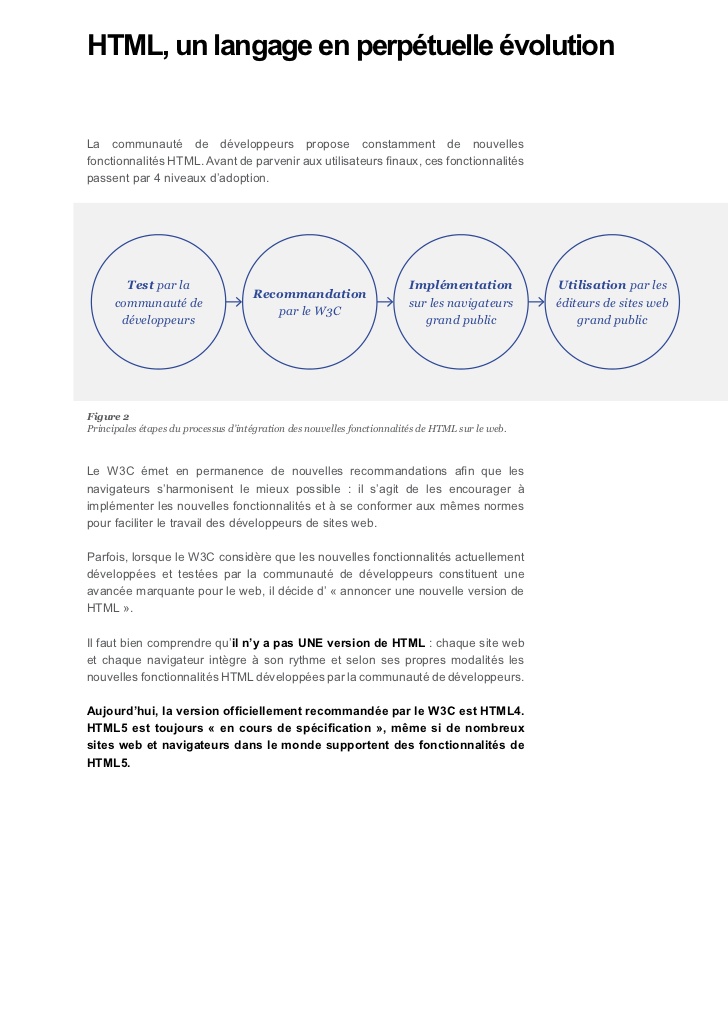 HTML, un langage en perpétuelle évolution
La communauté de développeurs propose constamment de nouvelles
fonctionnalités HTML. Avant de parvenir aux utilisateurs finaux, ces fonctionnalités
passent par 4 niveaux d’adoption.
Test par la
communauté de
développeurs
Recommandation
par le W3C
Implémentation
sur les navigateurs
grand public
Utilisation par les
éditeurs de sites web
grand public
Figure 2
Principales étapes du processus d’intégration des nouvelles fonctionnalités de HTML sur le web.
Le W3C émet en permanence de nouvelles recommandations afin que les
navigateurs s’harmonisent le mieux possible : il s’agit de les encourager à
implémenter les nouvelles fonctionnalités et à se conformer aux mêmes normes
pour faciliter le travail des développeurs de sites web.
Parfois, lorsque le W3C considère que les nouvelles fonctionnalités actuellement
développées et testées par la communauté de développeurs constituent une
avancée marquante pour le web, il décide d’ « annoncer une nouvelle version de
HTML ».
Il faut bien comprendre qu’il n’y a pas UNE version de HTML : chaque site web
et chaque navigateur intègre à son rythme et selon ses propres modalités les
nouvelles fonctionnalités HTML développées par la communauté de développeurs.
Aujourd’hui, la version officiellement recommandée par le W3C est HTML4.
HTML5 est toujours « en cours de spécification », même si de nombreux
sites web et navigateurs dans le monde supportent des fonctionnalités de
HTML5.